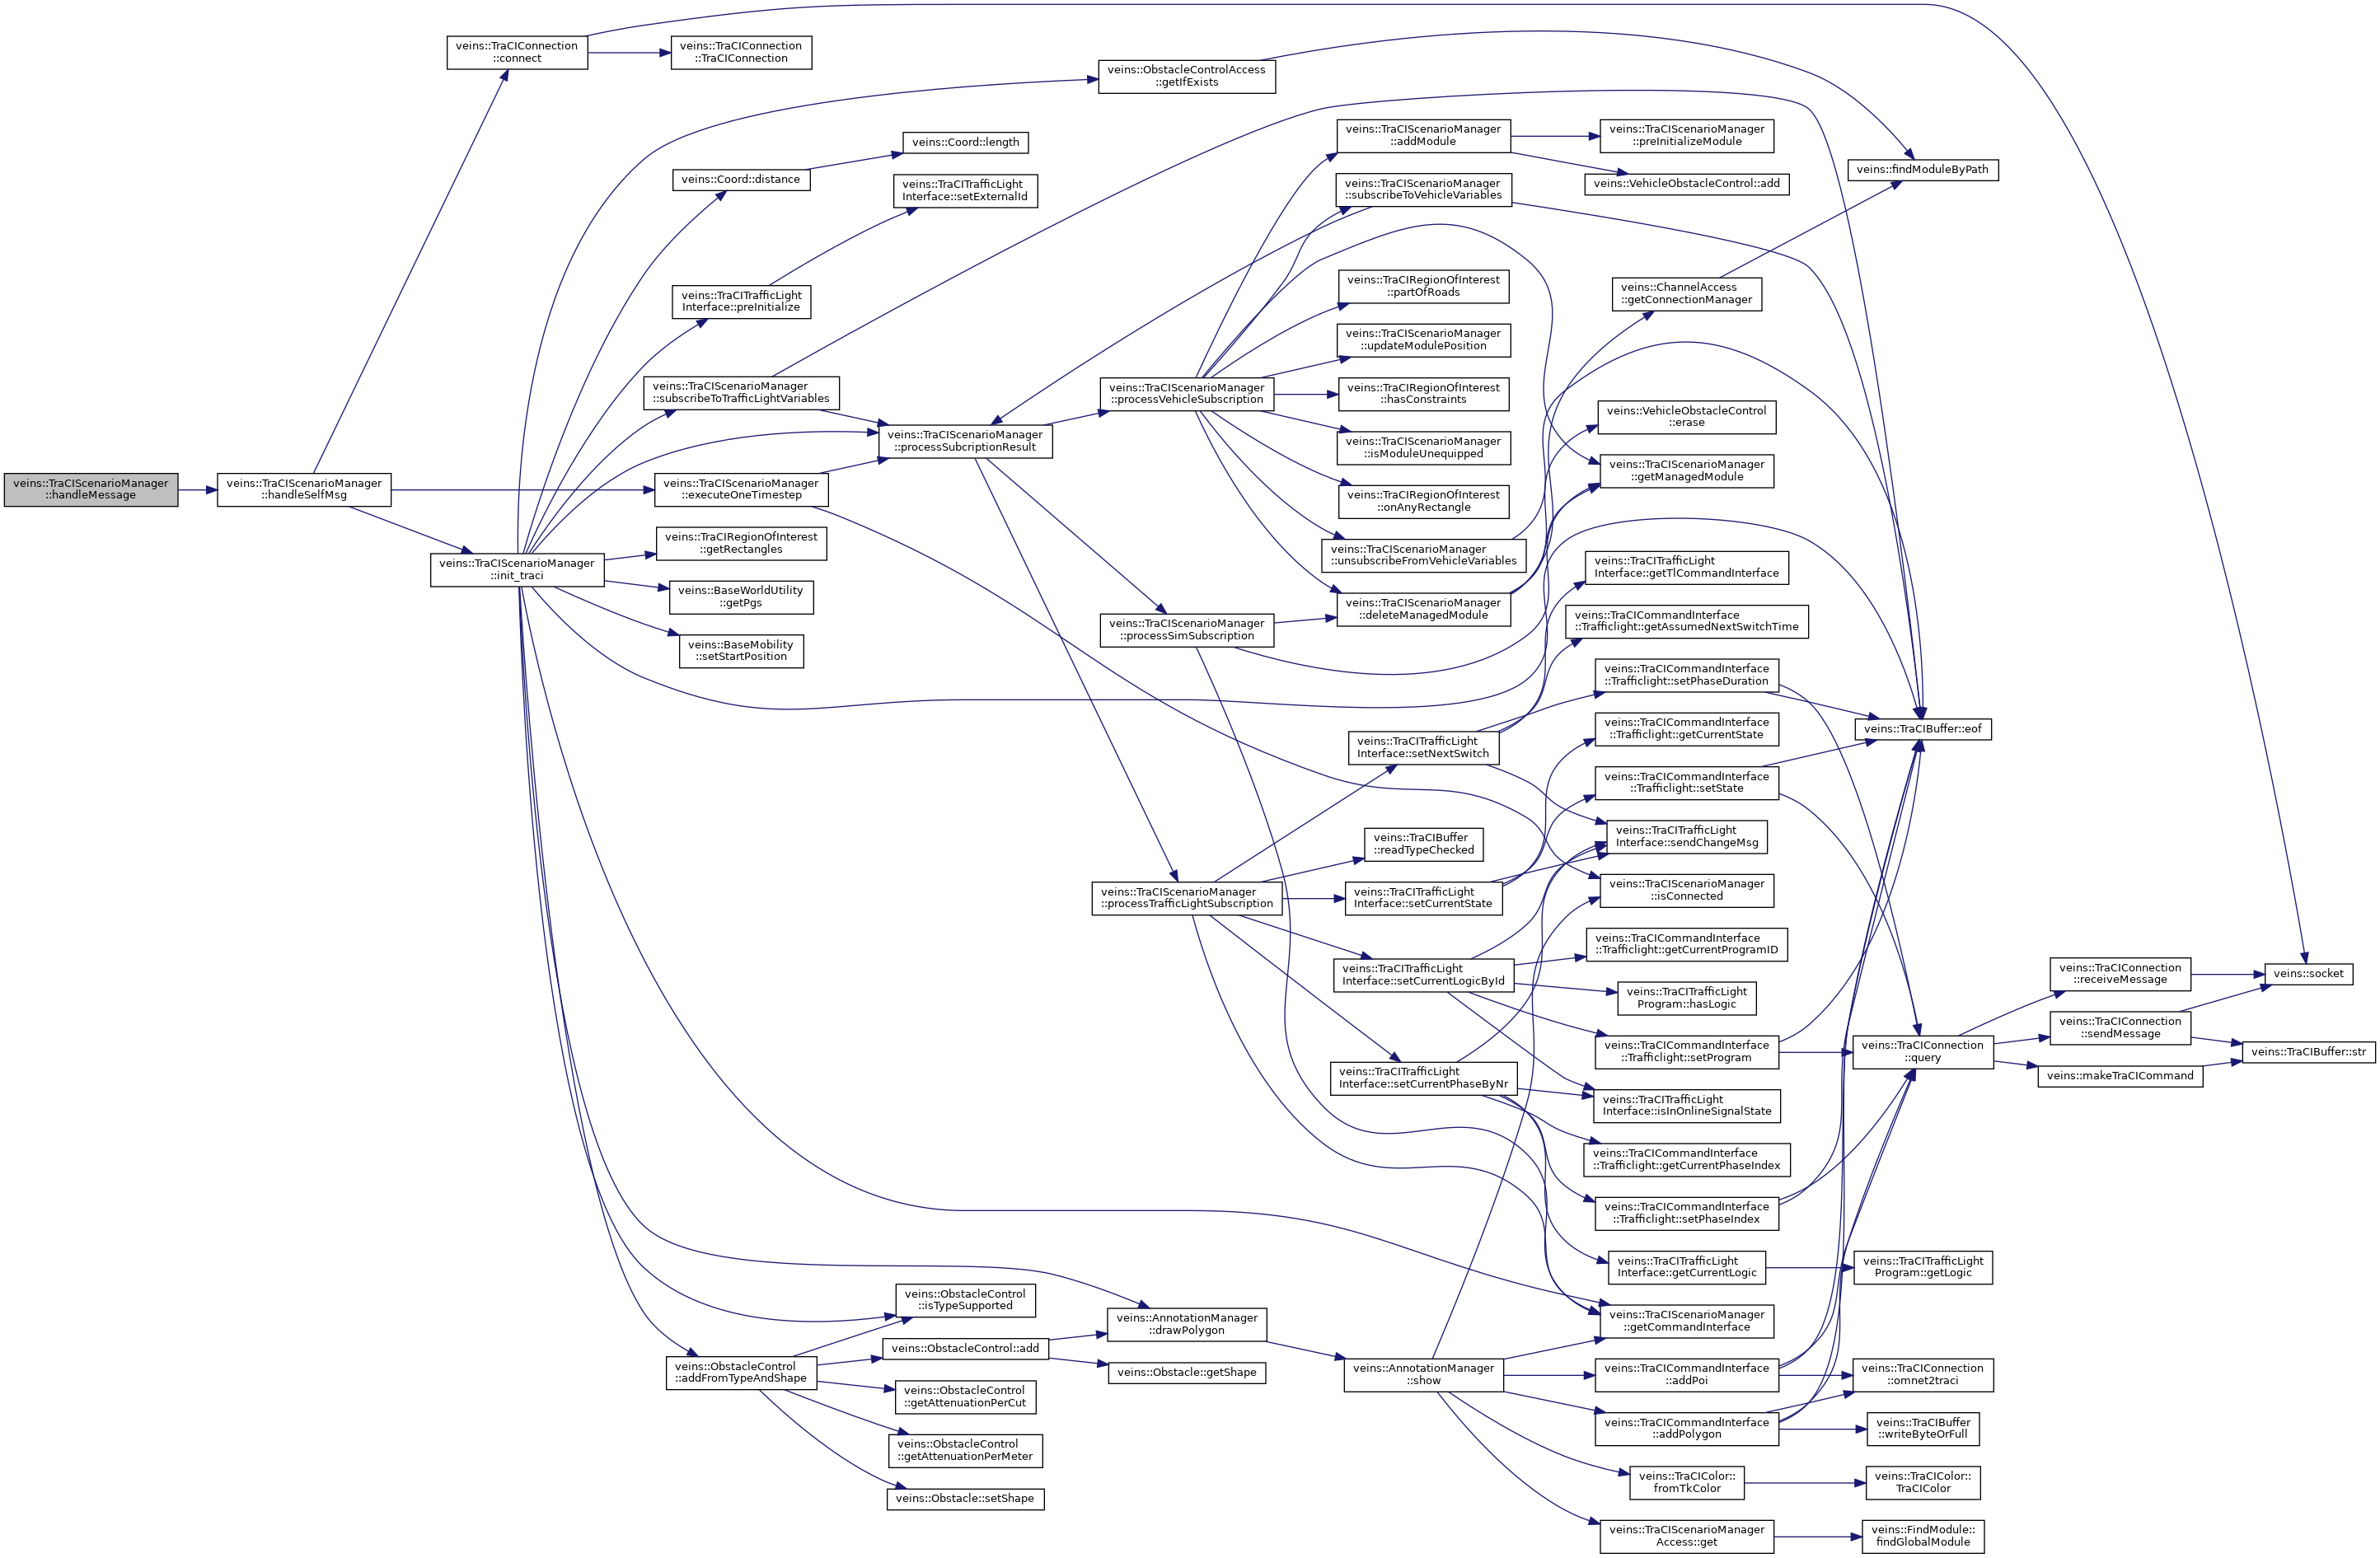 veins::TraCIScenarioManager
::handleMessage
veins::TraCIScenarioManager
::handleSelfMsg
veins::TraCIConnection
::connect
veins::TraCIScenarioManager
::init_traci
veins::TraCIConnection
::TraCIConnection
veins::Coord::distance
veins::TraCITrafficLight
Interface::preInitialize
veins::TraCIScenarioManager
::subscribeToTrafficLightVariables
veins::TraCIScenarioManager
::executeOneTimestep
veins::TraCIRegionOfInterest
::getRectangles
veins::BaseWorldUtility
::getPgs
veins::BaseMobility
::setStartPosition
veins::ObstacleControl
::addFromTypeAndShape
veins::Coord::length
veins::TraCITrafficLight
Interface::setExternalId
veins::TraCIScenarioManager
::processSubcriptionResult
veins::ObstacleControl
::isTypeSupported
veins::ObstacleControl::add
veins::ObstacleControl
::getAttenuationPerCut
veins::ObstacleControl
::getAttenuationPerMeter
veins::Obstacle::setShape
veins::ObstacleControlAccess
::getIfExists
veins::TraCIScenarioManager
::processVehicleSubscription
veins::TraCIScenarioManager
::processSimSubscription
veins::TraCIScenarioManager
::processTrafficLightSubscription
veins::AnnotationManager
::drawPolygon
veins::Obstacle::getShape
veins::TraCIScenarioManager
::addModule
veins::TraCIScenarioManager
::subscribeToVehicleVariables
veins::TraCIRegionOfInterest
::partOfRoads
veins::TraCIScenarioManager
::updateModulePosition
veins::TraCIRegionOfInterest
::hasConstraints
veins::TraCIScenarioManager
::isModuleUnequipped
veins::TraCIRegionOfInterest
::onAnyRectangle
veins::TraCIScenarioManager
::unsubscribeFromVehicleVariables
veins::TraCIScenarioManager
::deleteManagedModule
veins::TraCITrafficLight
Interface::setNextSwitch
veins::TraCIBuffer
::readTypeChecked
veins::TraCITrafficLight
Interface::setCurrentState
veins::TraCITrafficLight
Interface::setCurrentLogicById
veins::TraCITrafficLight
Interface::setCurrentPhaseByNr
veins::AnnotationManager
::show
veins::TraCIScenarioManager
::preInitializeModule
veins::VehicleObstacleControl::add
veins::ChannelAccess
::getConnectionManager
veins::VehicleObstacleControl
::erase
veins::TraCIScenarioManager
::getManagedModule
veins::TraCITrafficLight
Interface::getTlCommandInterface
veins::TraCICommandInterface
::Trafficlight::getAssumedNextSwitchTime
veins::TraCICommandInterface
::Trafficlight::setPhaseDuration
veins::TraCICommandInterface
::Trafficlight::getCurrentState
veins::TraCICommandInterface
::Trafficlight::setState
veins::TraCITrafficLight
Interface::sendChangeMsg
veins::TraCIScenarioManager
::isConnected
veins::TraCICommandInterface
::Trafficlight::getCurrentProgramID
veins::TraCITrafficLight
Program::hasLogic
veins::TraCICommandInterface
::Trafficlight::setProgram
veins::TraCITrafficLight
Interface::isInOnlineSignalState
veins::TraCICommandInterface
::Trafficlight::getCurrentPhaseIndex
veins::TraCICommandInterface
::Trafficlight::setPhaseIndex
veins::TraCITrafficLight
Interface::getCurrentLogic
veins::TraCIScenarioManager
::getCommandInterface
veins::TraCICommandInterface
::addPoi
veins::TraCICommandInterface
::addPolygon
veins::TraCIColor::
fromTkColor
veins::TraCIScenarioManager
Access::get
veins::findModuleByPath
veins::TraCIBuffer::eof
veins::TraCIConnection
::query
veins::TraCITrafficLight
Program::getLogic
veins::TraCIConnection
::omnet2traci
veins::TraCIBuffer
::writeByteOrFull
veins::TraCIColor::
TraCIColor
veins::FindModule::
findGlobalModule
veins::TraCIConnection
::receiveMessage
veins::TraCIConnection
::sendMessage
veins::makeTraCICommand
veins::socket
veins::TraCIBuffer::str